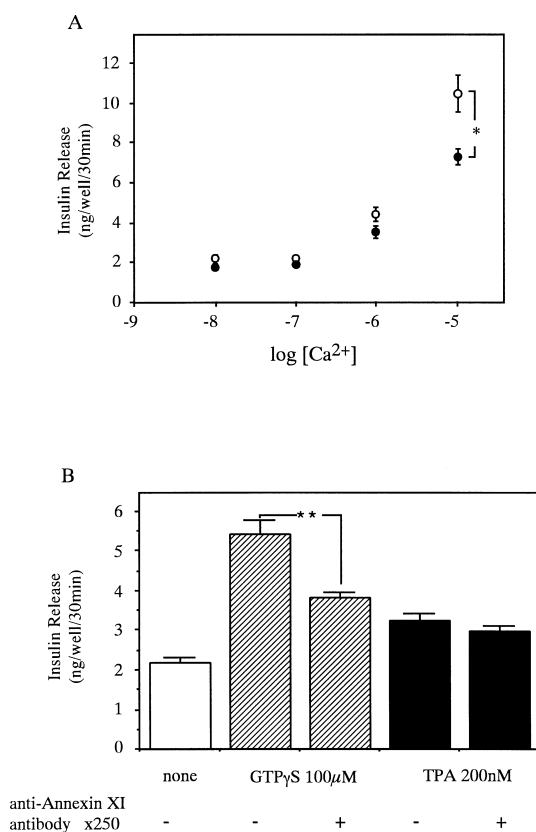 A
Insulin Release
(ng/well/30min)
12
10
8
6
4
2
0
*
-9 -8 -7 -6 -5
log [Ca2+]
B
Insulin Release
(ng/well/30min)
6
5
4
3
2
1
0
**
none GTPγS 100μM TPA 200nM
anti-Annexin XI
antibody x250 - - + - +